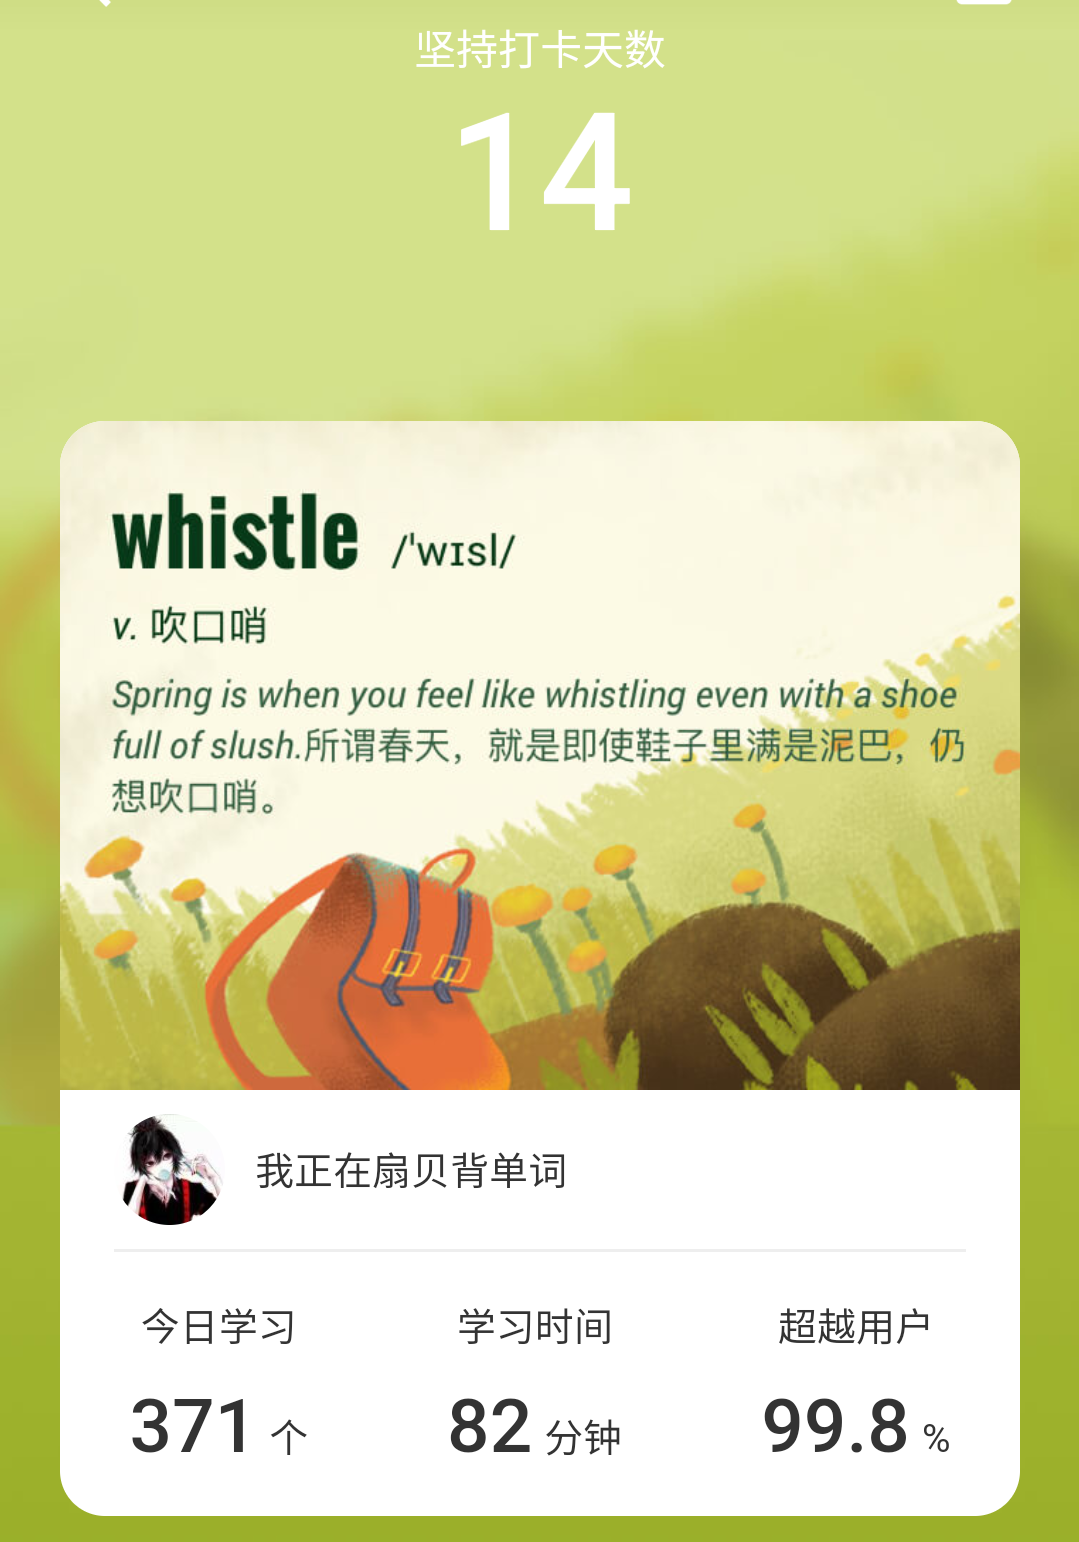 坚持打卡天数
14
whistle /ˈwɪsl/
v. 吹口哨
Spring is when you feel like whistling even with a shoe
full of slush.所谓春天，就是即使鞋子里满是泥巴，仍
想吹口哨。
我正在扇贝背单词
今日学习 学习时间 超越用户
371 个 82 分钟 99.8 %